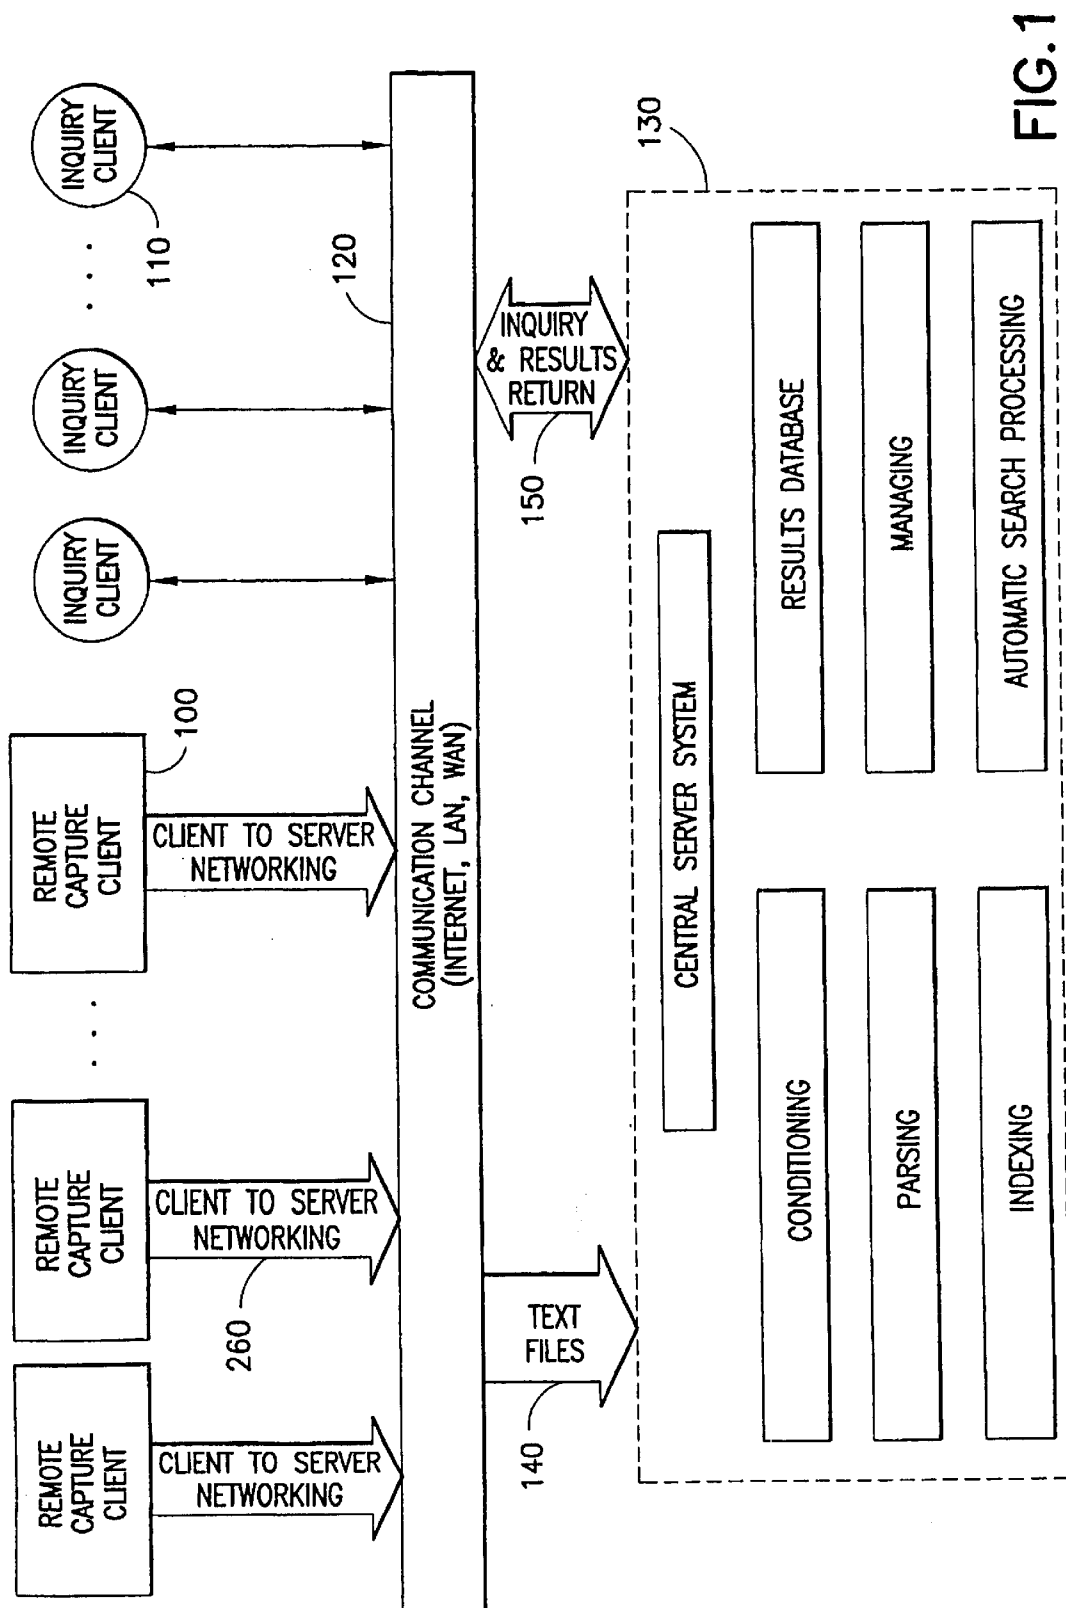 REMOTE
CAPTURE
CLIENT
REMOTE
CAPTURE
CLIENT
. . .
REMOTE
CAPTURE
CLIENT
100
INQUIRY
CLIENT
INQUIRY
CLIENT
. . .
INQUIRY
CLIENT
110
CLIENT TO SERVER
NETWORKING
CLIENT TO SERVER
NETWORKING
260
CLIENT TO SERVER
NETWORKING
120
COMMUNICATION CHANNEL
(INTERNET, LAN, WAN)
TEXT
FILES
140
INQUIRY
& RESULTS
RETURN
150
130
CENTRAL SERVER SYSTEM
CONDITIONING
RESULTS DATABASE
PARSING
MANAGING
INDEXING
AUTOMATIC SEARCH PROCESSING
FIG. 1